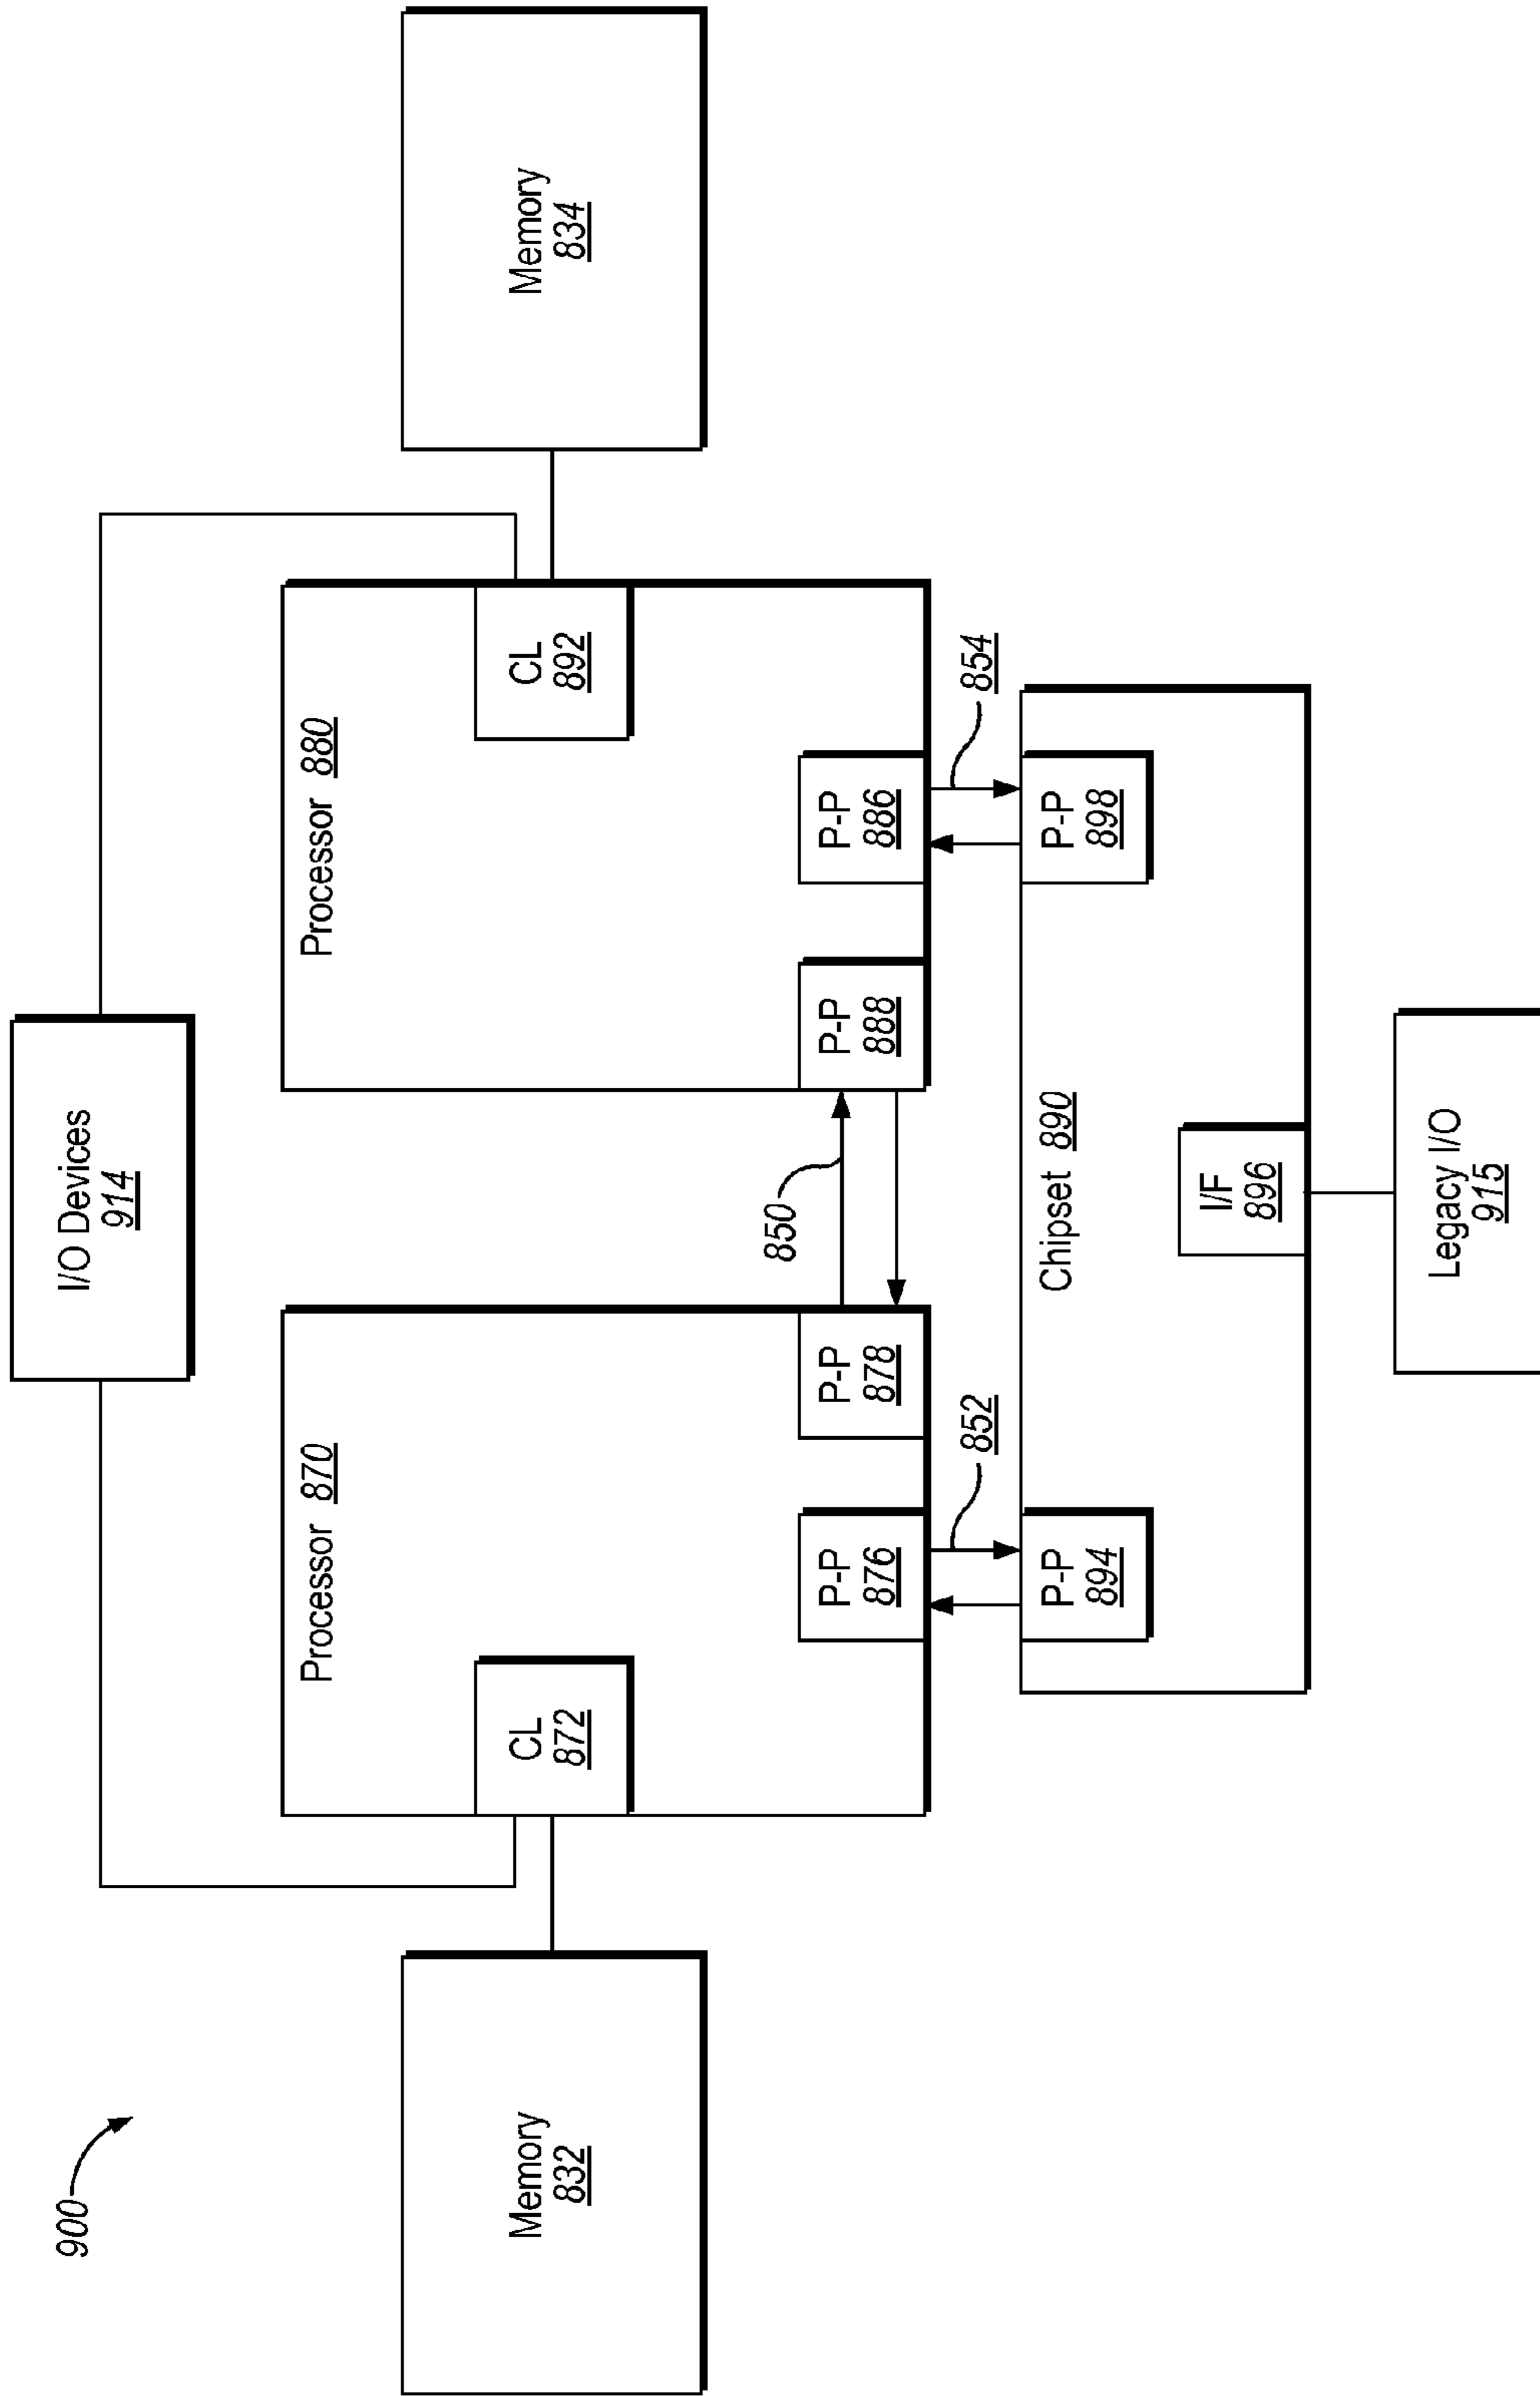 900
I/O Devices
914
Memory
832
Processor 870
CL
872
P-P
876
P-P
878
850
Processor 880
CL
892
P-P
888
P-P
886
Memory
834
852
854
Chipset 890
P-P
894
P-P
898
I/F
896
Legacy I/O
915